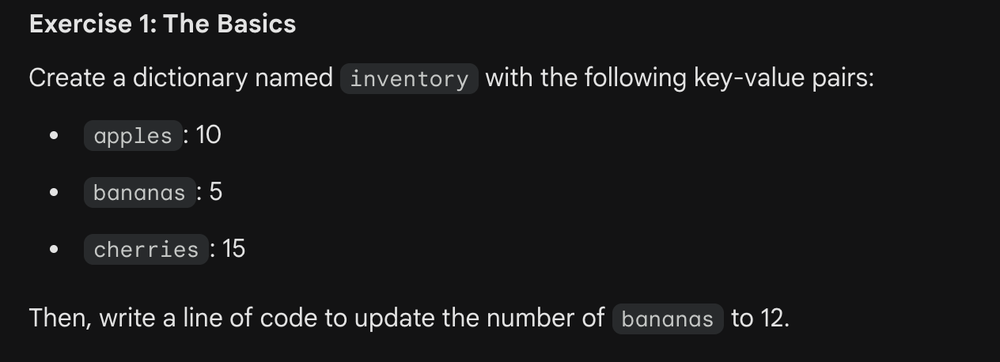 Exercise 1: The Basics
Create a dictionary named inventory with the following key-value pairs:
• apples : 10
• bananas : 5
• cherries : 15
Then, write a line of code to update the number of bananas to 12.